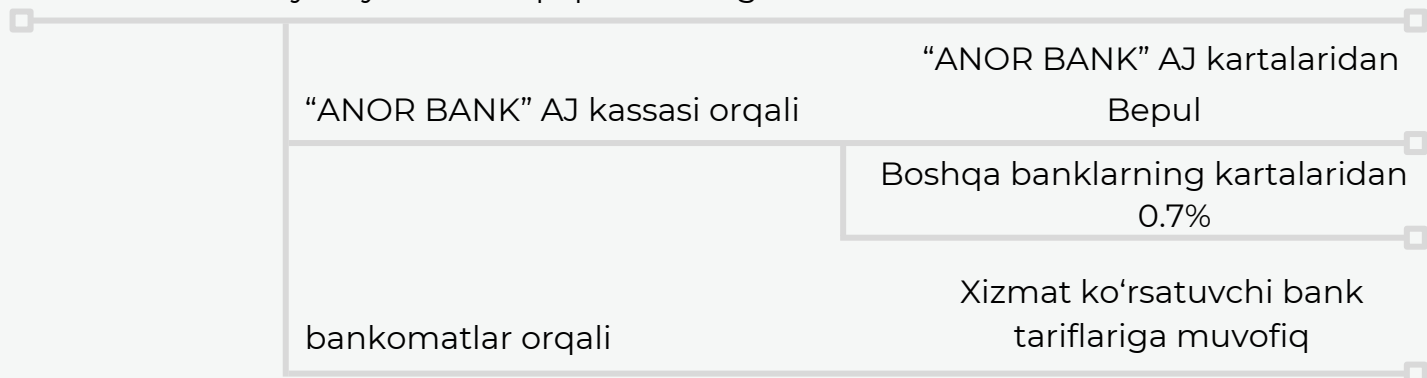 “ANOR BANK” AJ kartalaridan
“ANOR BANK” AJ kassasi orqali
Bepul
Boshqa banklarning kartalaridan
0.7%
Xizmat ko‘rsatuvchi bank
bankomatlar orqali
tariflariga muvofiq